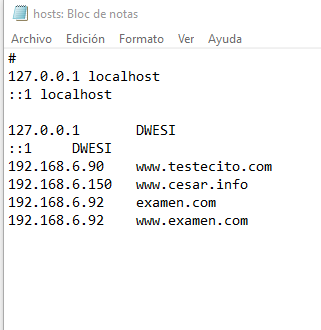 hosts: Bloc de notas
Archivo Edición Formato Ver Ayuda
#
127.0.0.1 localhost
::1 localhost
127.0.0.1 DWESI
::1 DWESI
192.168.6.90 www.testecito.com
192.168.6.150 www.cesar.info
192.168.6.92 examen.com
192.168.6.92 www.examen.com